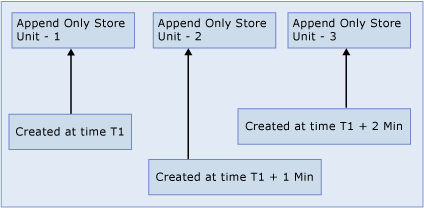 Append Only Store
Unit - 1
Append Only Store
Unit - 2
Append Only Store
Unit - 3
Created at time T1
Created at time T1 + 2 Min
Created at time T1 + 1 Min